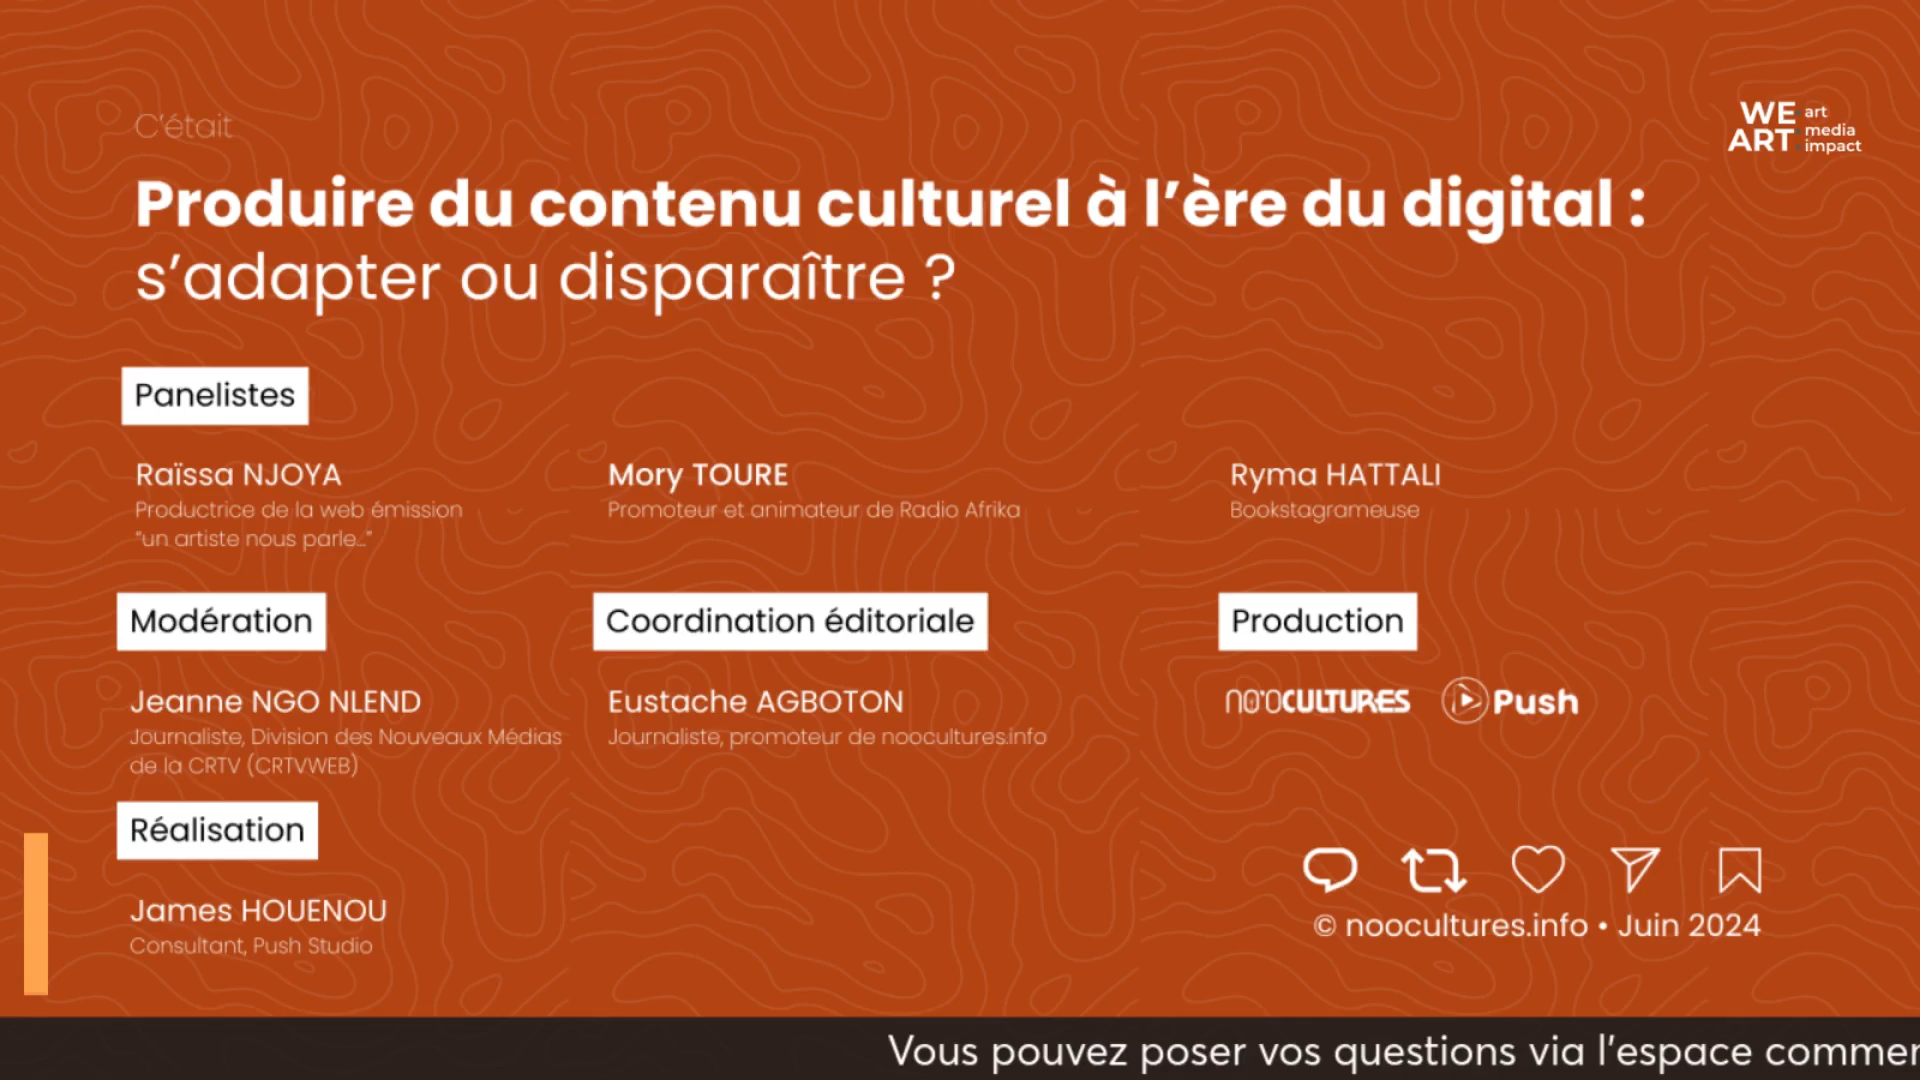 C'était
WE art
media
ART impact
Produire du contenu culturel à l'ère du digital :
s'adapter ou disparaître ?
Panelistes
Raïssa NJOYA
Productrice de la web émission
"un artiste nous parle..."
Mory TOURE
Promoteur et animateur de Radio Afrika
Ryma HATTALI
Bookstagrameuse
Modération
Jeanne NGO NLEND
Journaliste, Division des Nouveaux Médias
de la CRTV (CRTVWEB)
Coordination éditoriale
Eustache AGBOTON
Journaliste, promoteur de noocultures.info
Production
nooCULTURES
Push
Réalisation
James HOUENOU
Consultant, Push Studio
© noocultures.info • Juin 2024
Vous pouvez poser vos questions via l'espace